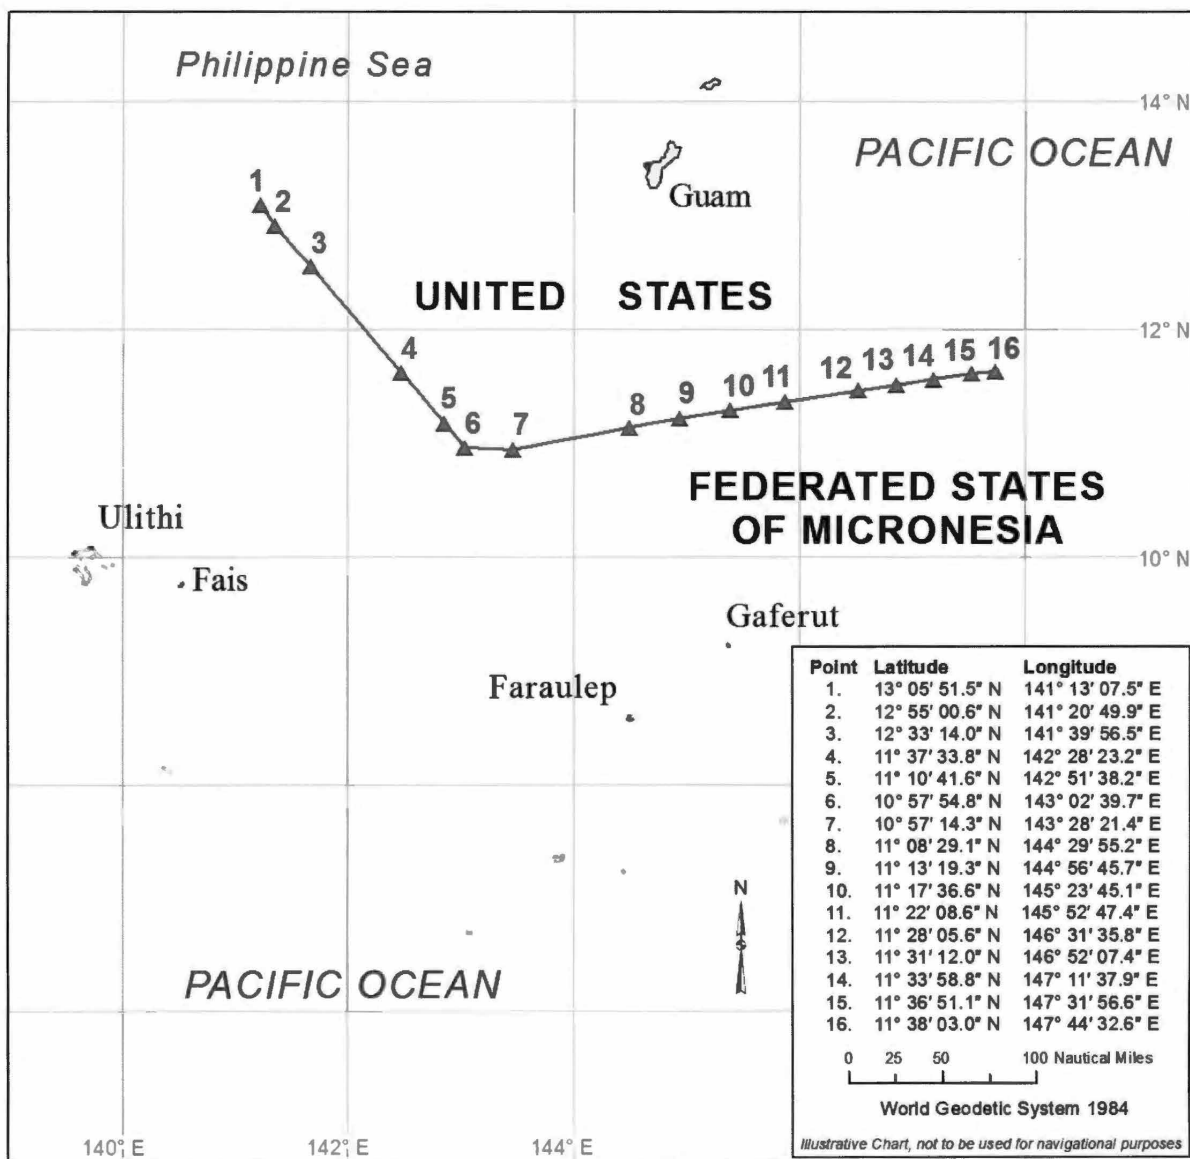 Philippine Sea
14° N
PACIFIC OCEAN
Guam
1
2
3
UNITED STATES
12° N
4
5
6
7
8
9
10
11
12
13
14
15
16
FEDERATED STATES
OF MICRONESIA
Ulithi
10° N
Fais
Gaferut
Faraulep
Point Latitude Longitude
1. 13° 05' 51.5" N 141° 13' 07.5" E
2. 12° 55' 00.6" N 141° 20' 49.9" E
3. 12° 33' 14.0" N 141° 39' 56.5" E
4. 11° 37' 33.8" N 142° 28' 23.2" E
5. 11° 10' 41.6" N 142° 51' 38.2" E
6. 10° 57' 54.8" N 143° 02' 39.7" E
7. 10° 57' 14.3" N 143° 28' 21.4" E
8. 11° 08' 29.1" N 144° 29' 55.2" E
9. 11° 13' 19.3" N 144° 56' 45.7" E
10. 11° 17' 36.6" N 145° 23' 45.1" E
11. 11° 22' 08.6" N 145° 52' 47.4" E
12. 11° 28' 05.6" N 146° 31' 35.8" E
13. 11° 31' 12.0" N 146° 52' 07.4" E
14. 11° 33' 58.8" N 147° 11' 37.9" E
15. 11° 36' 51.1" N 147° 31' 56.6" E
16. 11° 38' 03.0" N 147° 44' 32.6" E
N
PACIFIC OCEAN
0 25 50 100 Nautical Miles
World Geodetic System 1984
Illustrative Chart, not to be used for navigational purposes
140° E
142° E
144° E